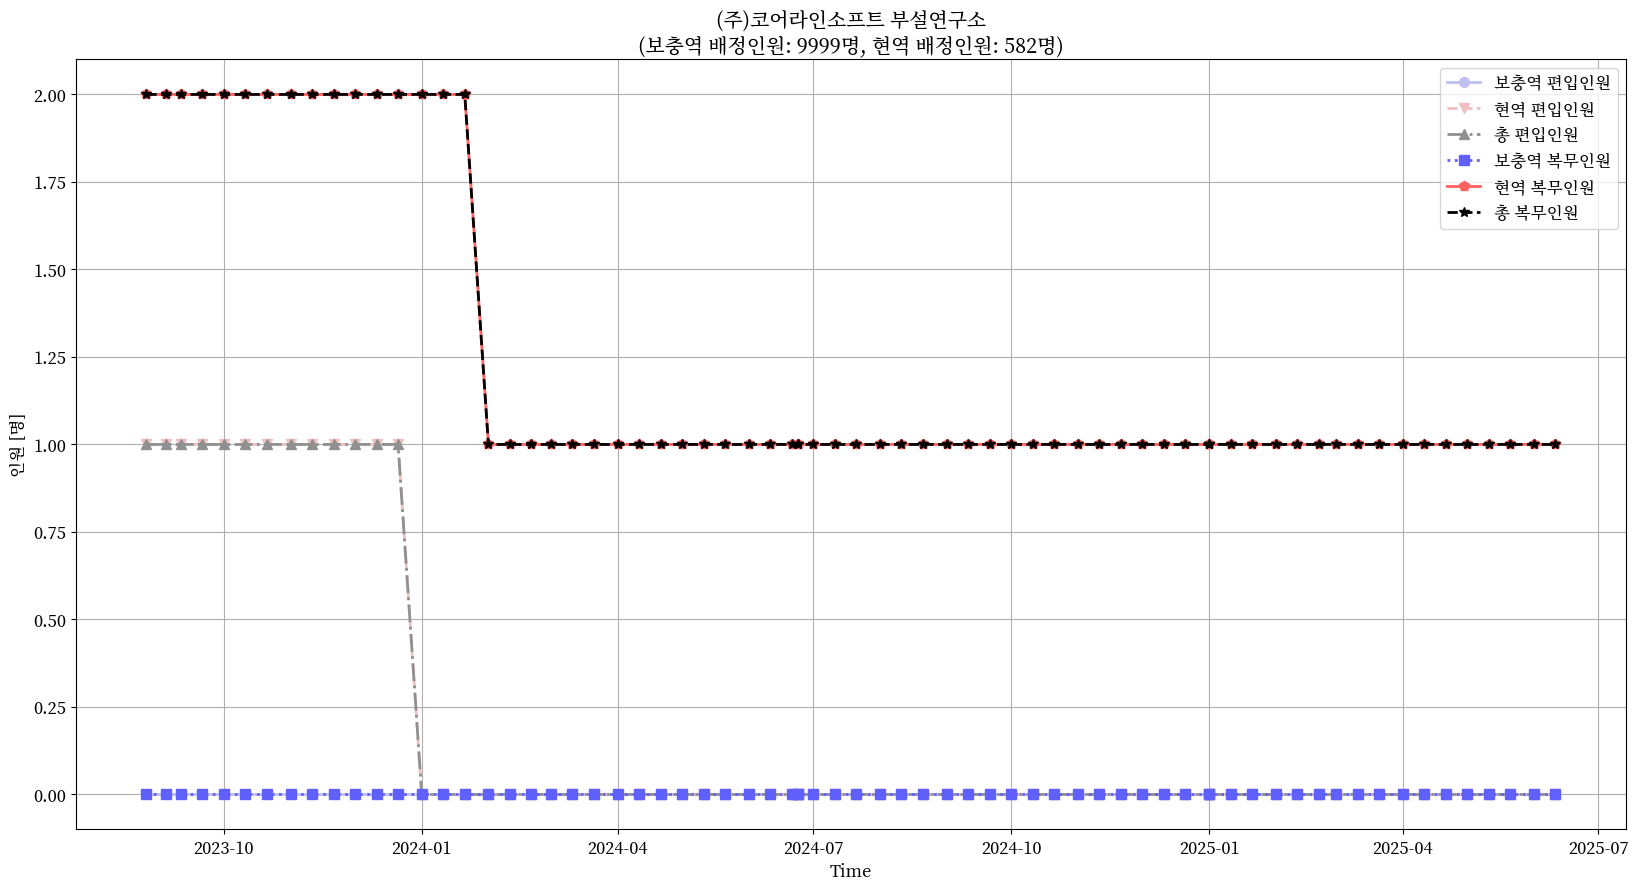 (주)코어라인소프트 부설연구소
(보충역 배정인원: 9999명, 현역 배정인원: 582명)
보충역 편입인원
현역 편입인원
총 편입인원
보충역 복무인원
현역 복무인원
총 복무인원
인원 [명]
2.00
1.75
1.50
1.25
1.00
0.75
0.50
0.25
0.00
2023-10
2024-01
2024-04
2024-07
2024-10
2025-01
2025-04
2025-07
Time